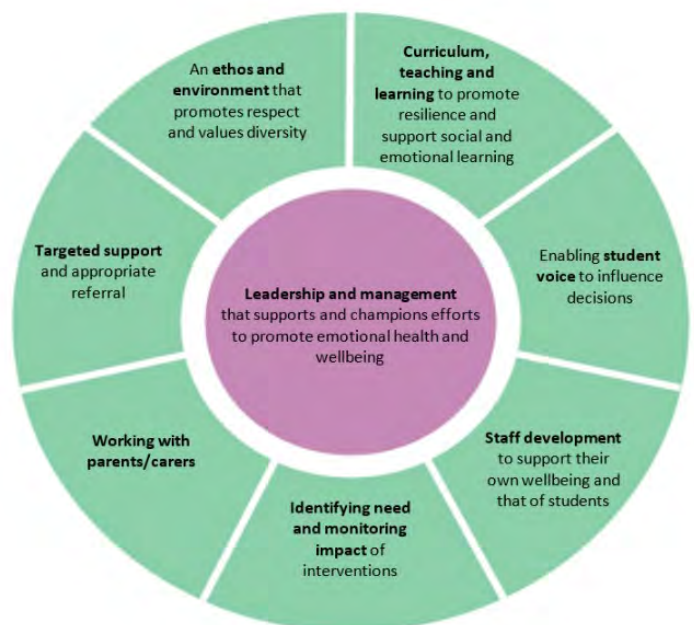 An ethos and
environment that
promotes respect
and values diversity
Curriculum,
teaching and
learning to promote
resilience and
support social and
emotional learning
Enabling student
voice to influence
decisions
Staff development
to support their
own wellbeing and
that of students
Identifying need
and monitoring
impact of
interventions
Working with
parents/carers
Targeted support
and appropriate
referral
Leadership and management
that supports and champions efforts
to promote emotional health and
wellbeing